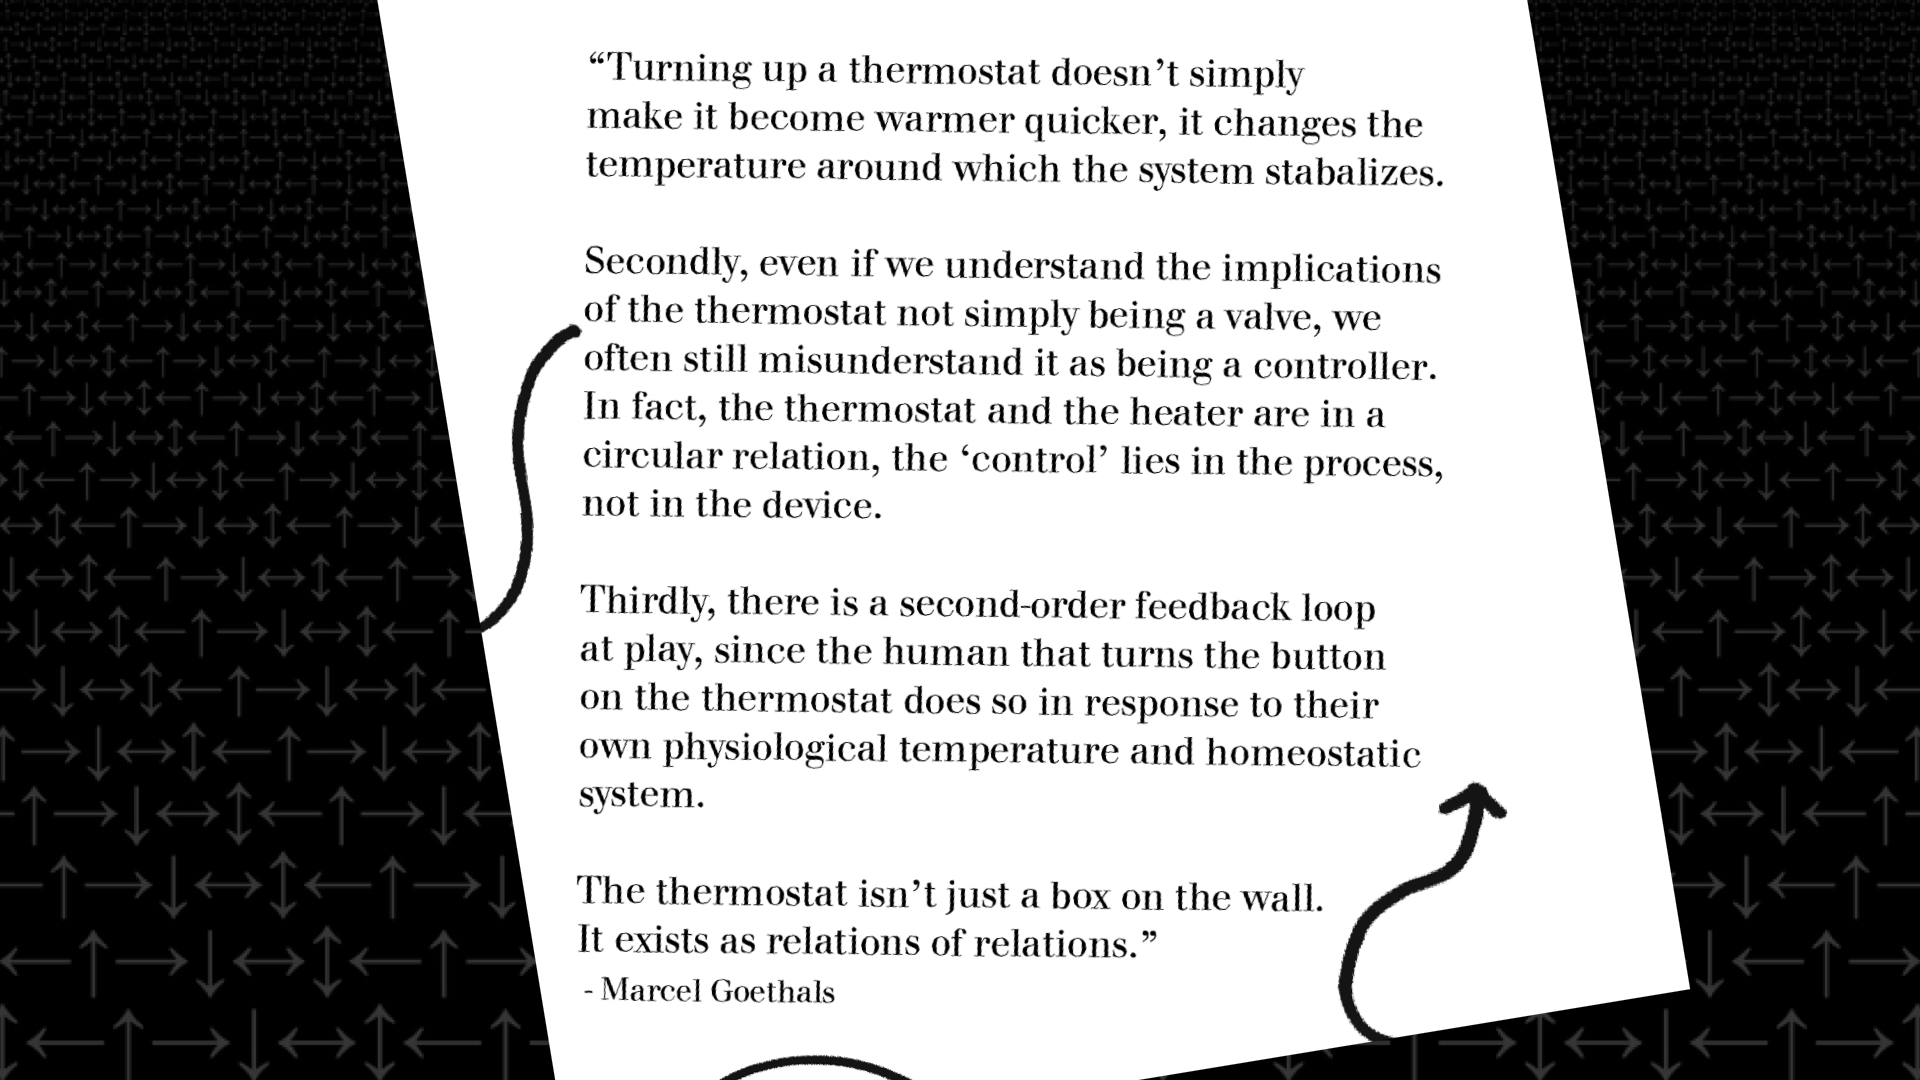 “Turning up a thermostat doesn’t simply
make it become warmer quicker, it changes the
temperature around which the system stabalizes.
Secondly, even if we understand the implications
of the thermostat not simply being a valve, we
often still misunderstand it as being a controller.
In fact, the thermostat and the heater are in a
circular relation, the ‘control’ lies in the process,
not in the device.
Thirdly, there is a second-order feedback loop
at play, since the human that turns the button
on the thermostat does so in response to their
own physiological temperature and homeostatic
system.
The thermostat isn’t just a box on the wall.
It exists as relations of relations.”
- Marcel Goethals